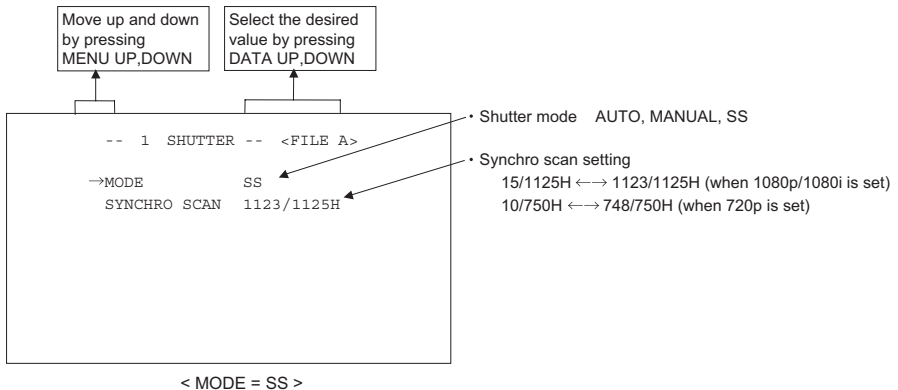 Move up and down
by pressing
MENU UP,DOWN
Select the desired
value by pressing
DATA UP,DOWN
-- 1 SHUTTER -- <FILE A>
→MODE SS
SYNCHRO SCAN 1123/1125H
・Shutter mode AUTO, MANUAL, SS
・Synchro scan setting
15/1125H ←→ 1123/1125H (when 1080p/1080i is set)
10/750H ←→ 748/750H (when 720p is set)
< MODE = SS >